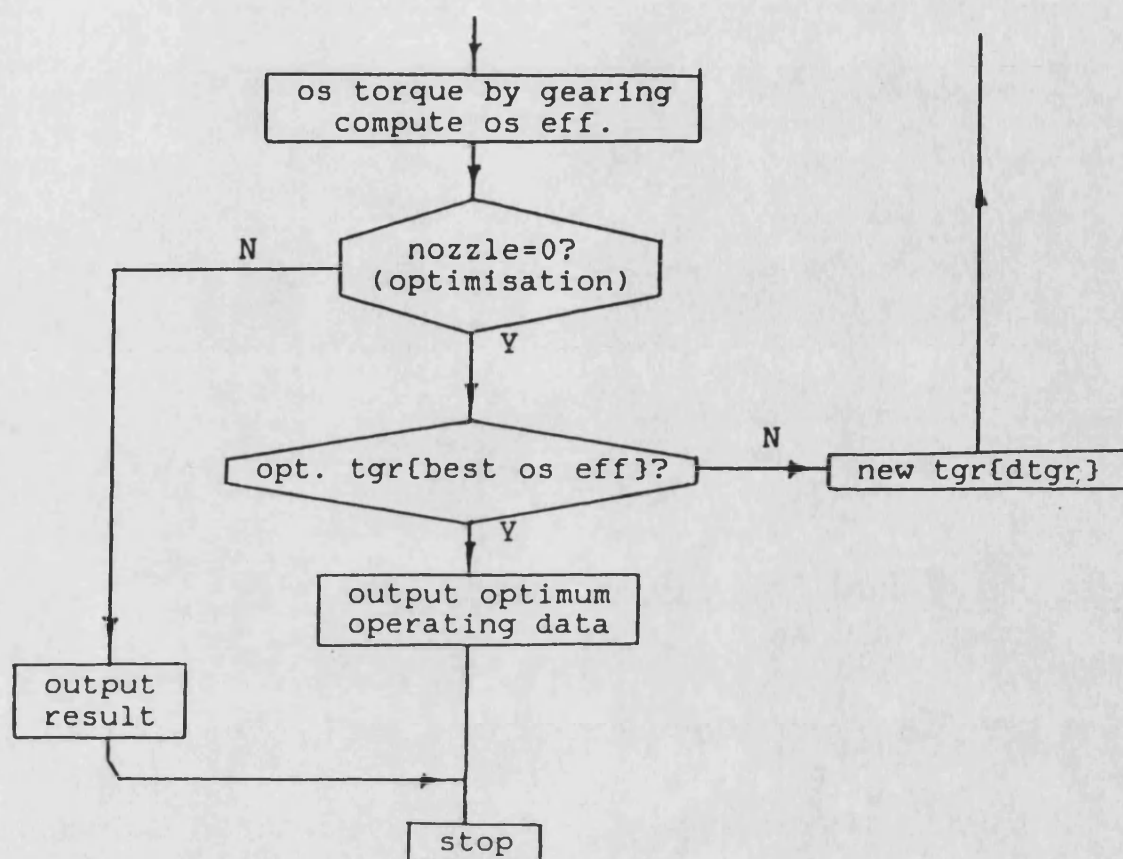 os torque by gearing
compute os eff.
nozzle=0?
(optimisation)
N
Y
opt. tgr{best os eff}?
N
new tgr{dtgr}
Y
output optimum
operating data
output
result
stop